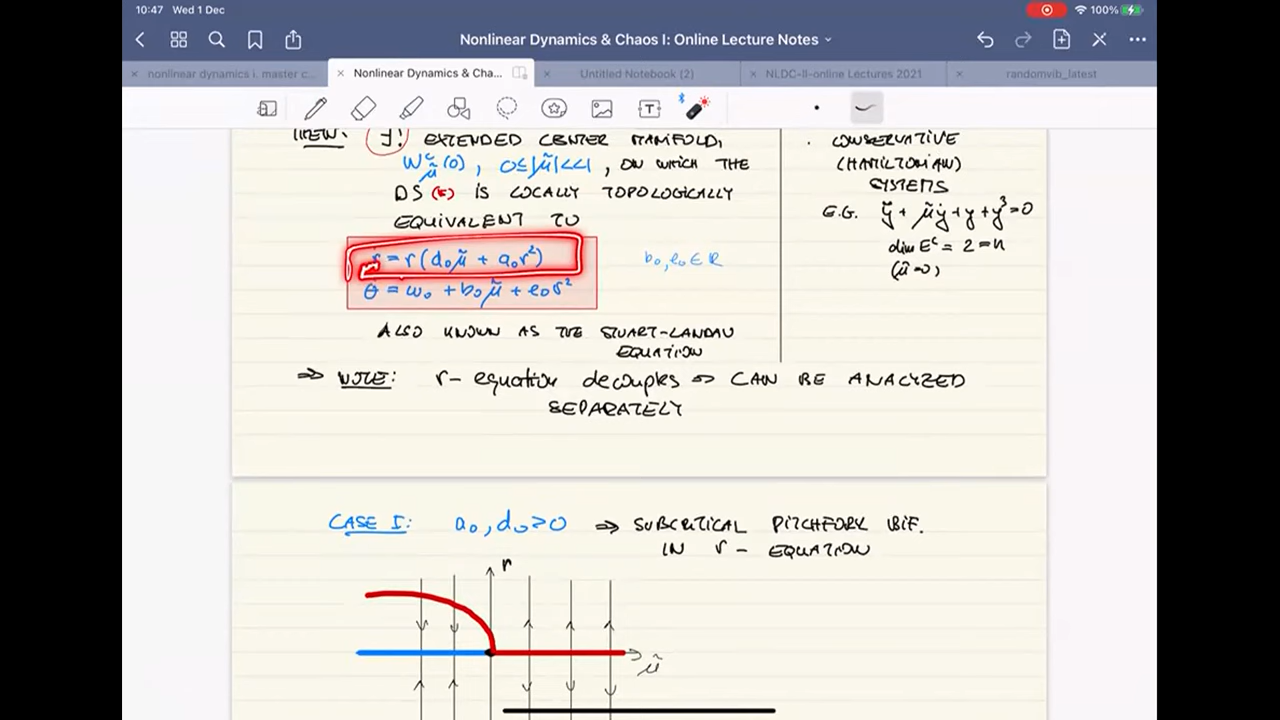 10:47 Wed 1 Dec
100%
Nonlinear Dynamics & Chaos I: Online Lecture Notes
nonlinear dynamics i. master c...
Nonlinear Dynamics & Cha...
Untitled Notebook (2)
NLDC-II-online Lectures 2021
randomvib_latest
∃! EXTENDED CENTER MANIFOLD,
W^c_μ̃(0), 0≤|μ̃|<<1, ON WHICH THE
DS (*) IS LOCALLY TOPOLOGICALLY
EQUIVALENT TO
ṙ = r(d₀μ̃ + a₀r²)
θ̇ = ω₀ + b₀μ̃ + e₀r²
b₀, e₀ ∈ ℝ
ALSO KNOWN AS THE STUART-LANDAU
EQUATION
⇒ NOTE: r- equation decouples ⇒ CAN BE ANALYZED
SEPARATELY
· CONSERVATIVE
(HAMILTONIAN)
SYSTEMS
E.G. ÿ + μ̃ẏ + y + y³ = 0
dim E^c = 2 = n
(μ̃=0)
CASE I: a₀, d₀ > 0 ⇒ SUBCRITICAL PITCHFORK BIF.
IN r- EQUATION
r
μ̃